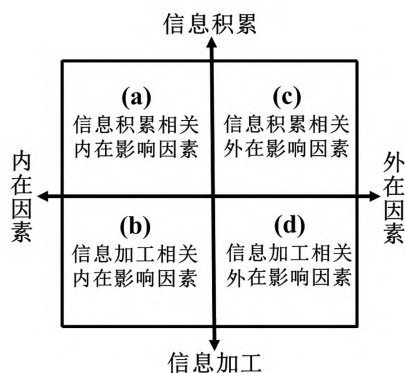 信息积累
(a)
信息积累相关
内在影响因素
(c)
信息积累相关
外在影响因素
内在因素
外在因素
(b)
信息加工相关
内在影响因素
(d)
信息加工相关
外在影响因素
信息加工